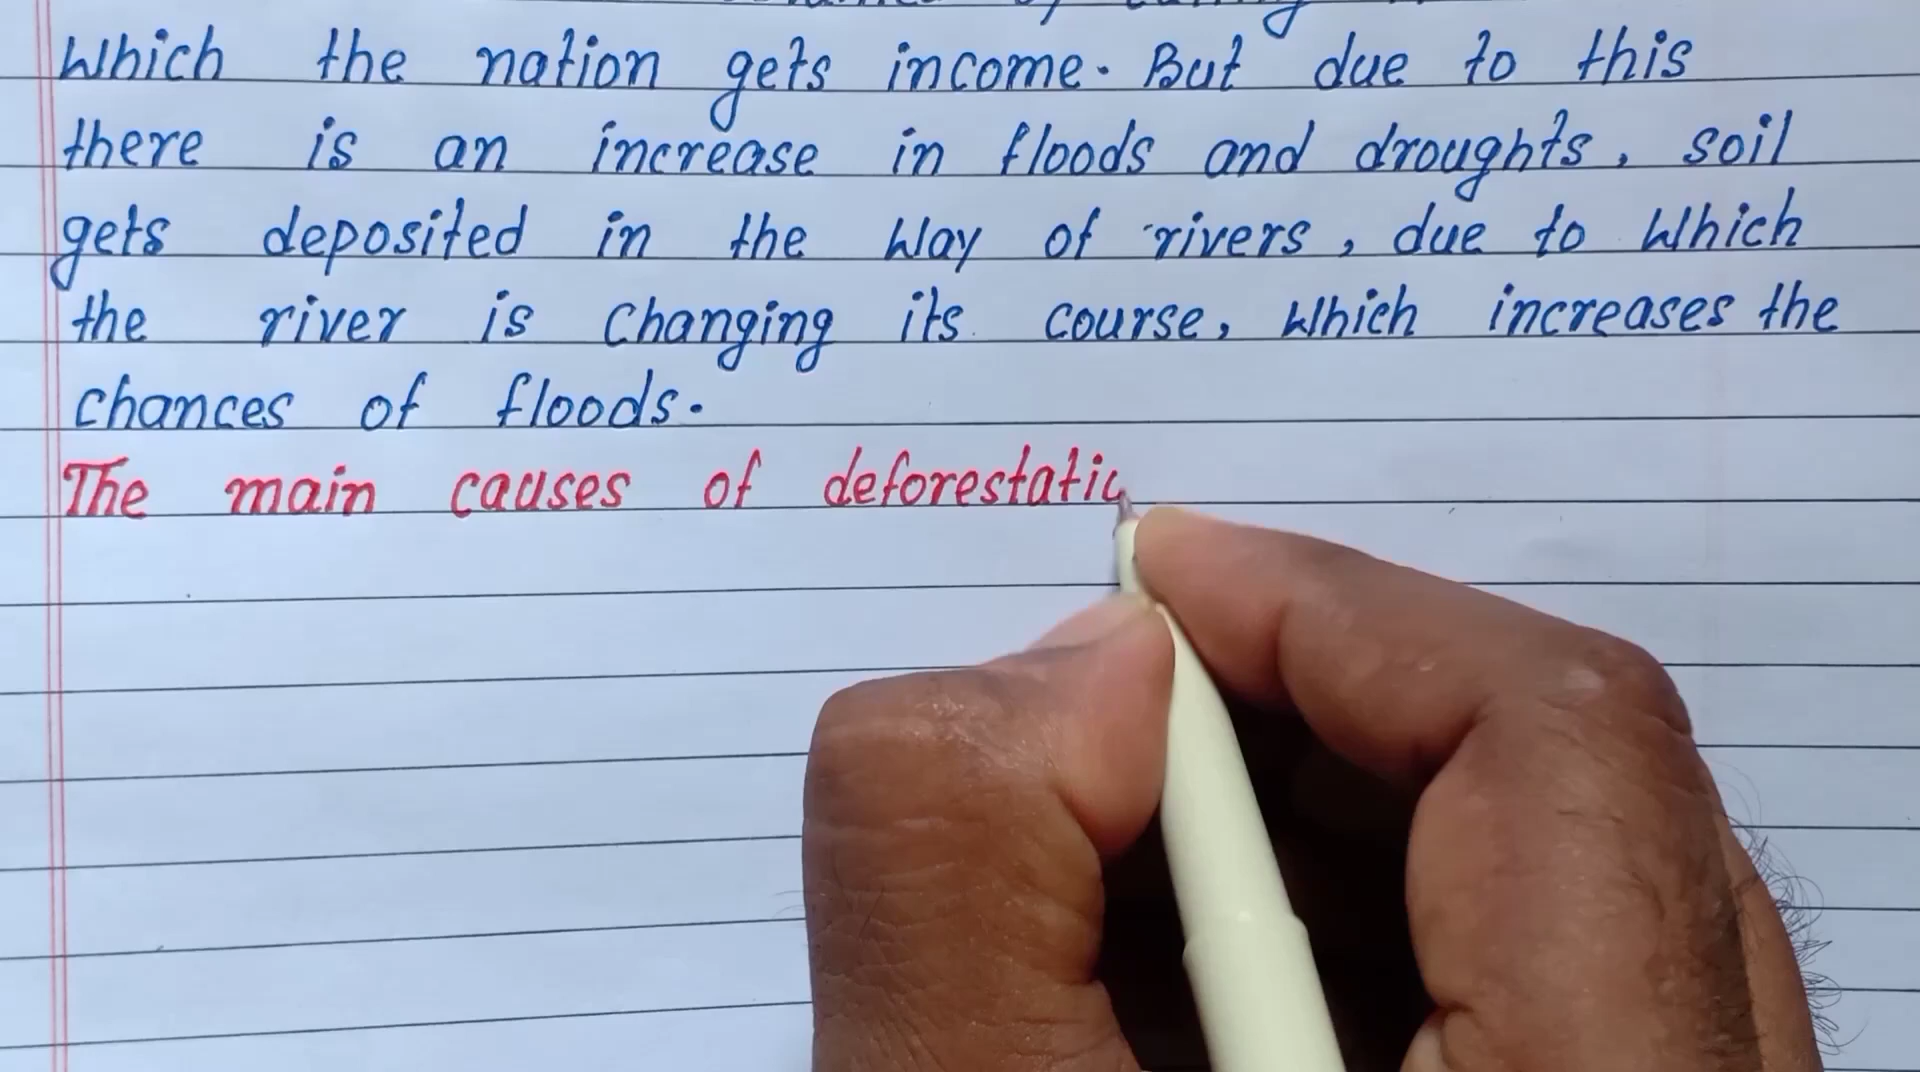 which the nation gets income. But due to this
there is an increase in floods and droughts, soil
gets deposited in the way of rivers, due to which
the river is changing its course, which increases the
chances of floods.
The main causes of deforestati